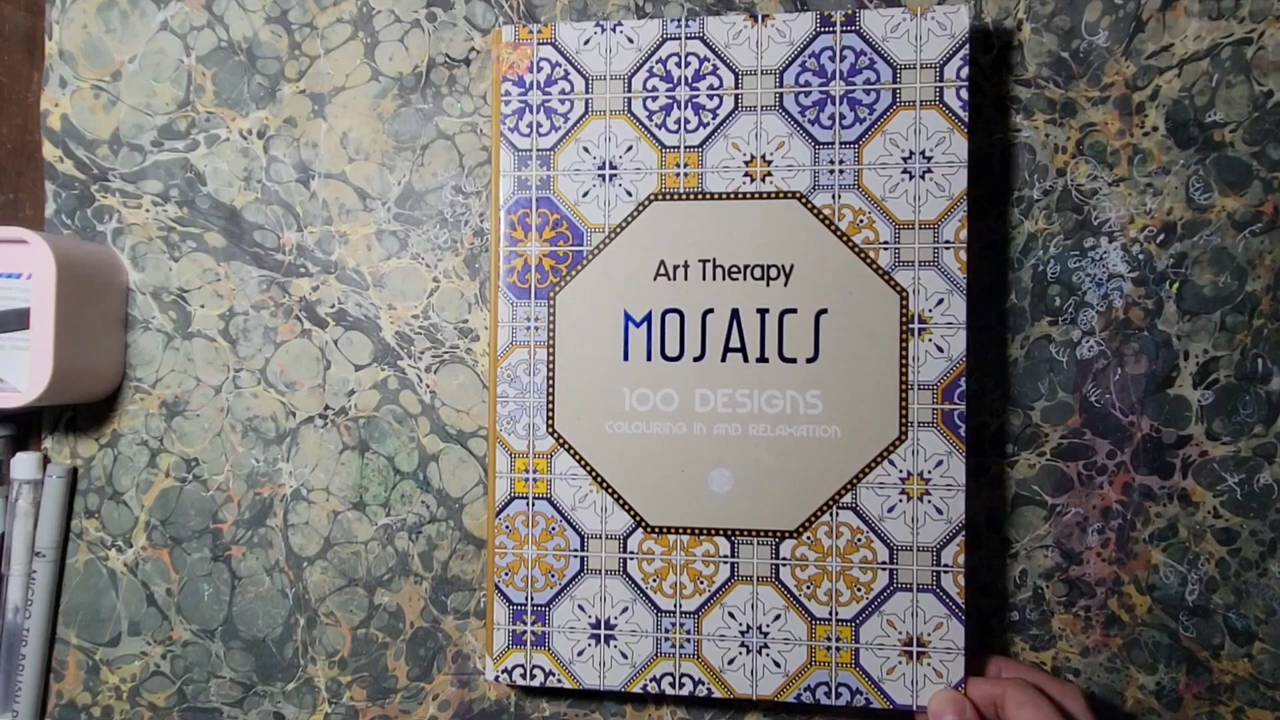 Art Therapy
MOSAICS
100 DESIGNS
COLOURING IN AND RELAXATION